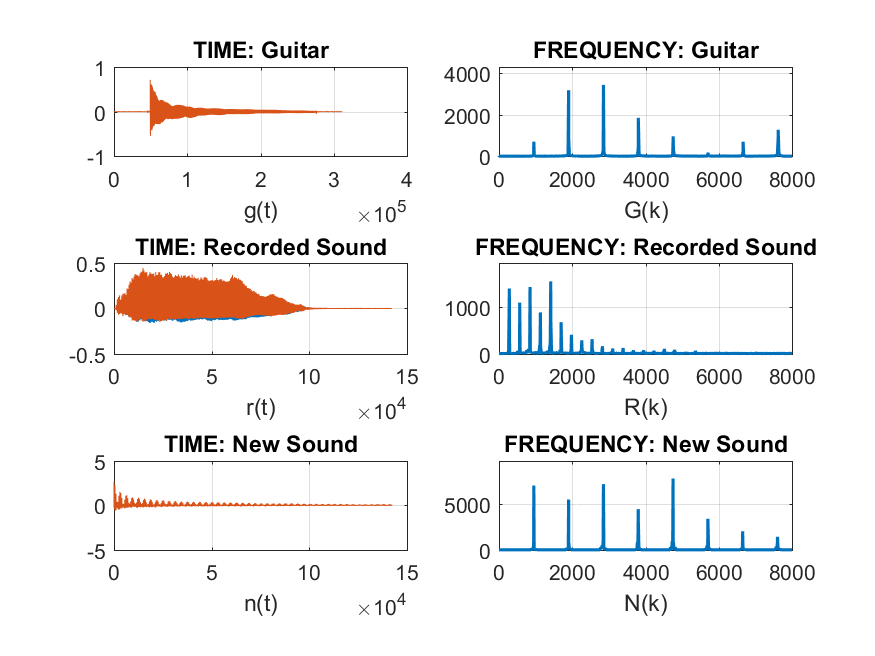 TIME: Guitar
1
0
-1
0 1 2 3 4
×10^5
g(t)
FREQUENCY: Guitar
4000
2000
0
0 2000 4000 6000 8000
G(k)
TIME: Recorded Sound
0.5
0
-0.5
0 5 10 15
×10^4
r(t)
FREQUENCY: Recorded Sound
1000
0
0 2000 4000 6000 8000
R(k)
TIME: New Sound
5
0
-5
0 5 10 15
×10^4
n(t)
FREQUENCY: New Sound
5000
0
0 2000 4000 6000 8000
N(k)